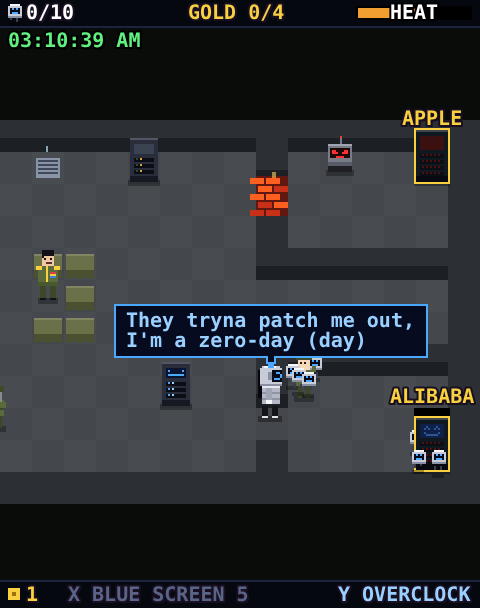 0/10 GOLD 0/4 HEAT
03:10:39 AM
APPLE
They tryna patch me out,
I'm a zero-day (day)
ALIBABA
1 X BLUE SCREEN 5 Y OVERCLOCK